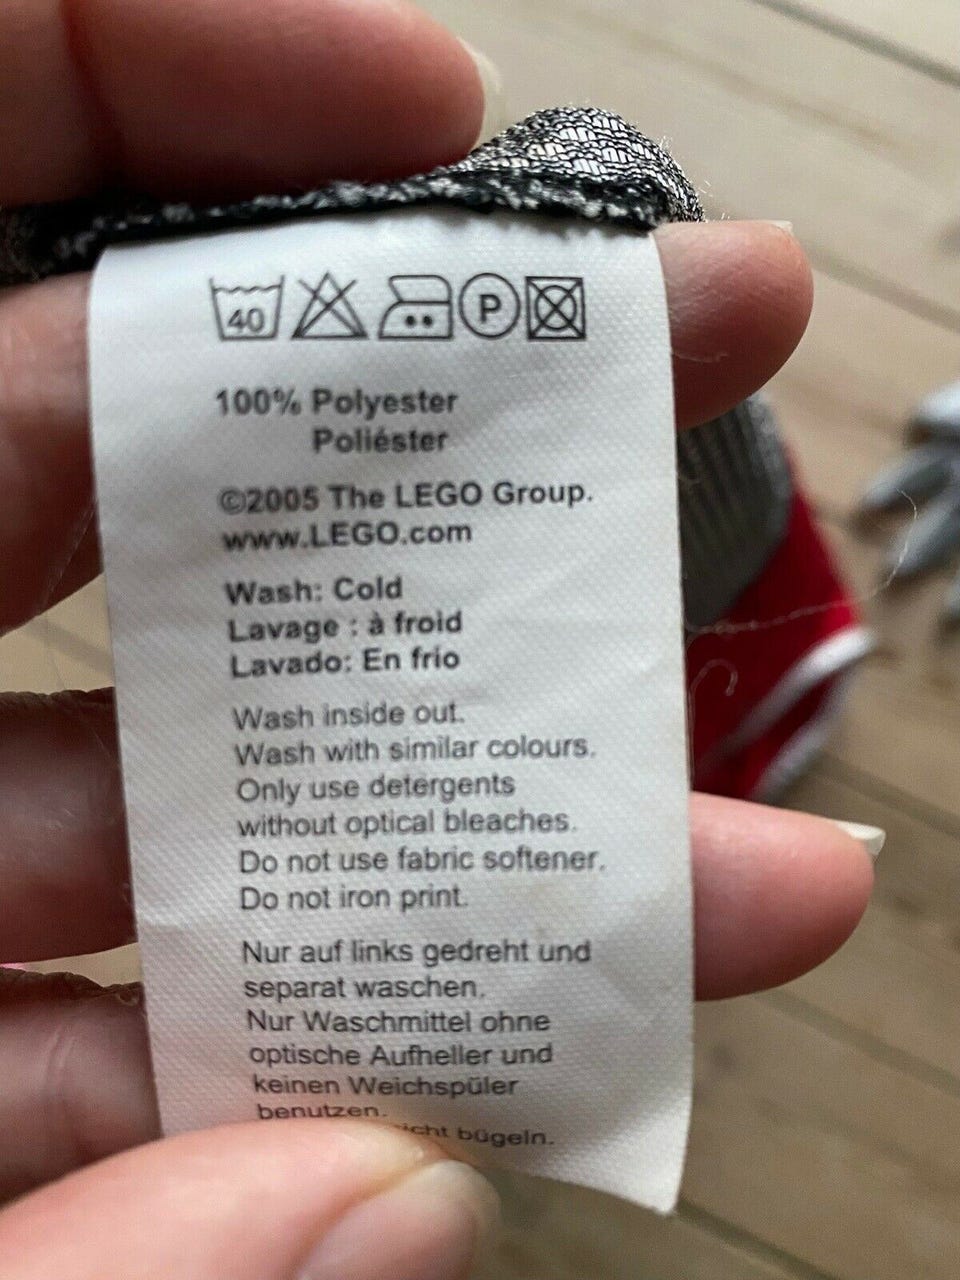 40 P
100% Polyester
Poliéster
©2005 The LEGO Group.
www.LEGO.com
Wash: Cold
Lavage : à froid
Lavado: En frio
Wash inside out.
Wash with similar colours.
Only use detergents
without optical bleaches.
Do not use fabric softener.
Do not iron print.
Nur auf links gedreht und
separat waschen.
Nur Waschmittel ohne
optische Aufheller und
keinen Weichspüler
benutzen.
bügeln.